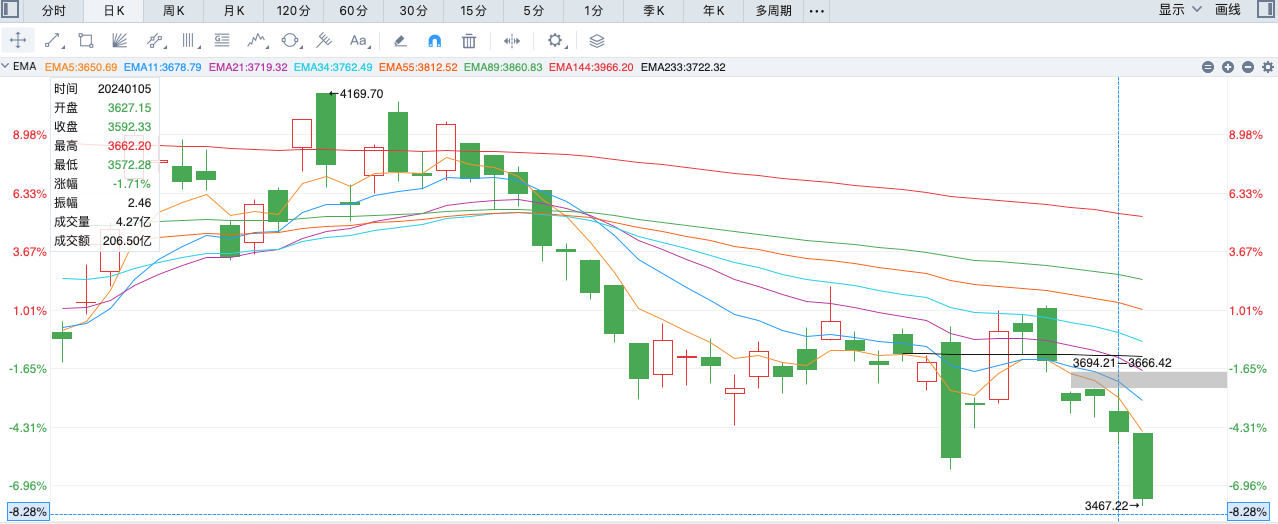 分时 日K 周K 月K 120分 60分 30分 15分 5分 1分 季K 年K 多周期 ••• 显示 画线
Aa
EMA EMA5:3650.69 EMA11:3678.79 EMA21:3719.32 EMA34:3762.49 EMA55:3812.52 EMA89:3860.83 EMA144:3966.20 EMA233:3722.32
时间 20240105
开盘 3627.15
收盘 3592.33
最高 3662.20
最低 3572.28
涨幅 -1.71%
振幅 2.46
成交量 4.27亿
成交额 206.50亿
←4169.70
8.98% 8.98%
6.33% 6.33%
3.67% 3.67%
1.01% 1.01%
3694.21—3666.42
-1.65% -1.65%
-4.31% -4.31%
-6.96% -6.96%
3467.22→
-8.28% -8.28%